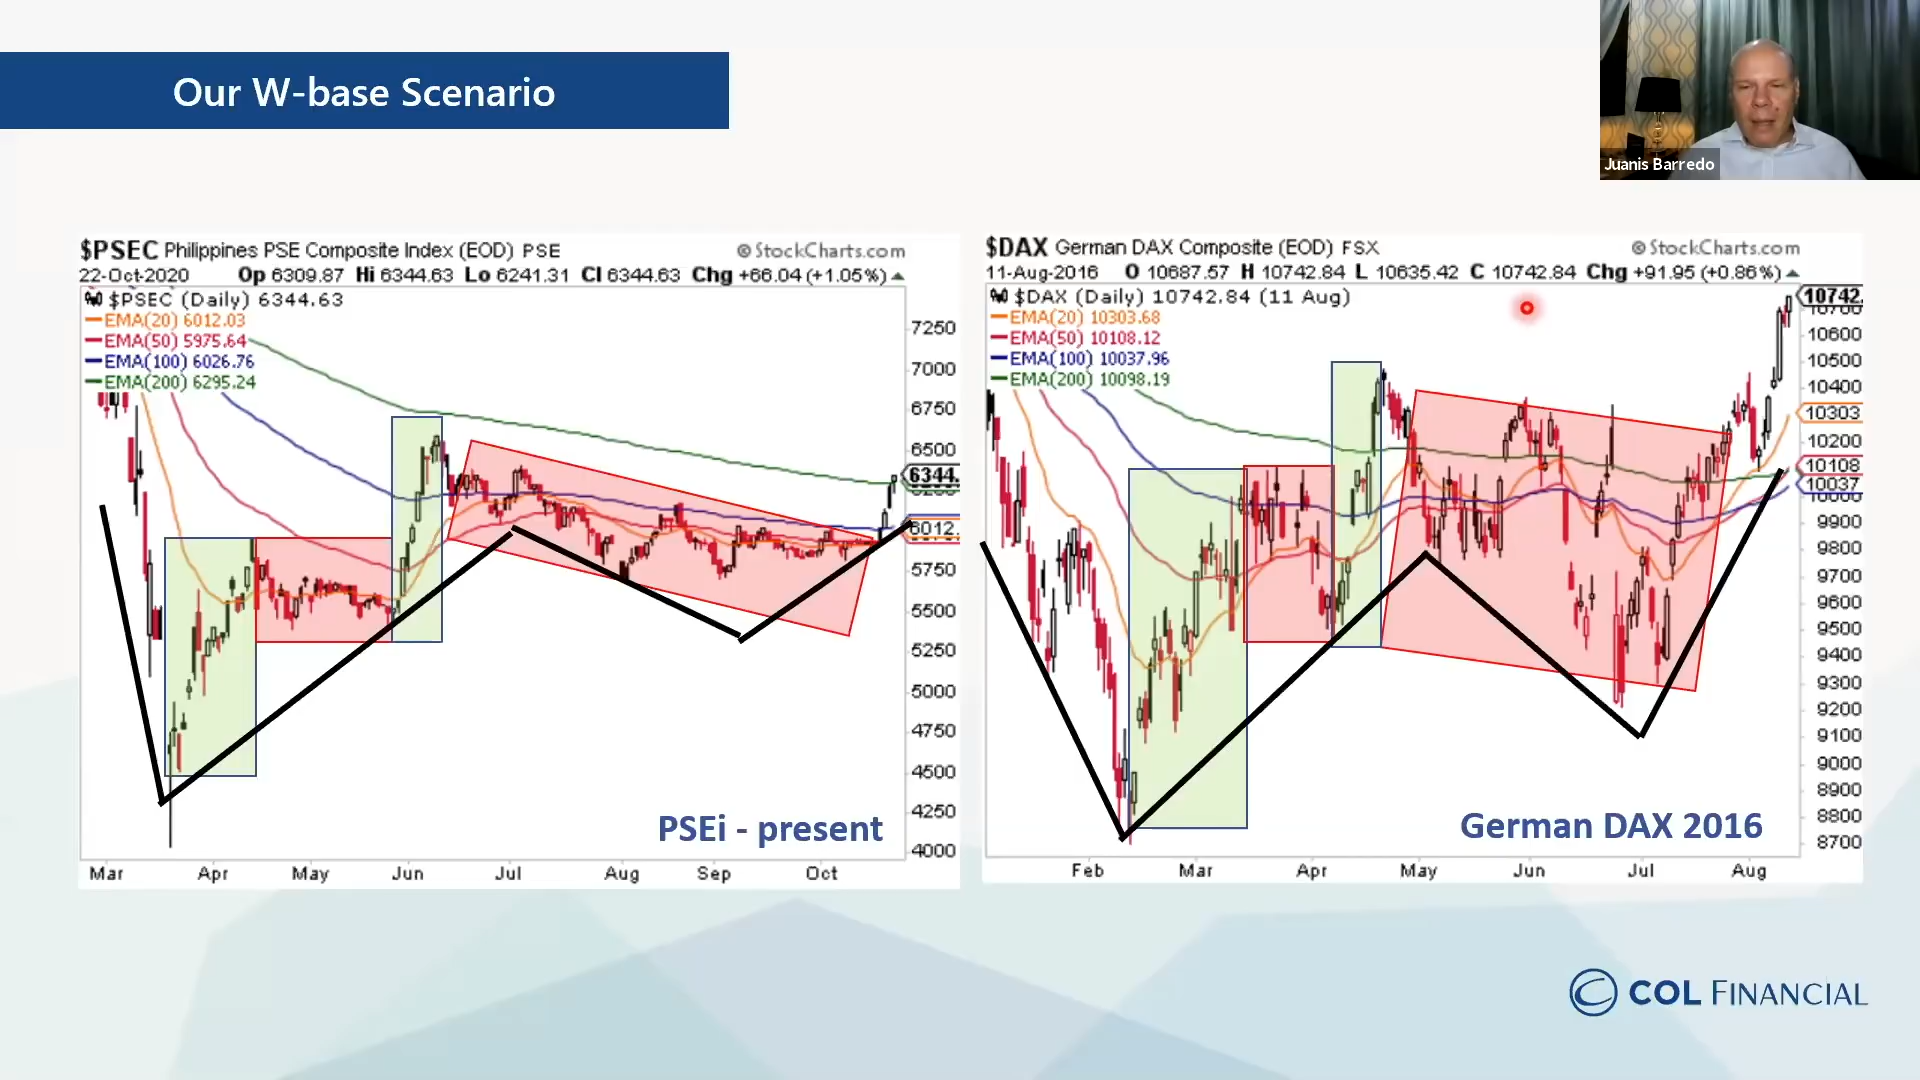 Our W-base Scenario
Juanis Barredo
$PSEC Philippines PSE Composite Index (EOD) PSE
© StockCharts.com
22-Oct-2020 Op 6309.87 Hi 6344.63 Lo 6241.31 Cl 6344.63 Chg +66.04 (+1.05%)
$PSEC (Daily) 6344.63
EMA(20) 6012.03
EMA(50) 5975.64
EMA(100) 6026.76
EMA(200) 6295.24
7250
7000
6750
6500
6344.
6012.
5750
5500
5250
5000
4750
4500
4250
4000
Mar Apr May Jun Jul Aug Sep Oct
PSEi - present
$DAX German DAX Composite (EOD) FSX
© StockCharts.com
11-Aug-2016 O 10687.57 H 10742.84 L 10635.42 C 10742.84 Chg +91.95 (+0.86%)
$DAX (Daily) 10742.84 (11 Aug)
EMA(20) 10303.68
EMA(50) 10108.12
EMA(100) 10037.96
EMA(200) 10098.19
10742.
10700
10600
10500
10400
10303
10200
10108
10037
10000
9900
9800
9700
9600
9500
9400
9300
9200
9100
9000
8900
8800
8700
Feb Mar Apr May Jun Jul Aug
German DAX 2016
COL FINANCIAL